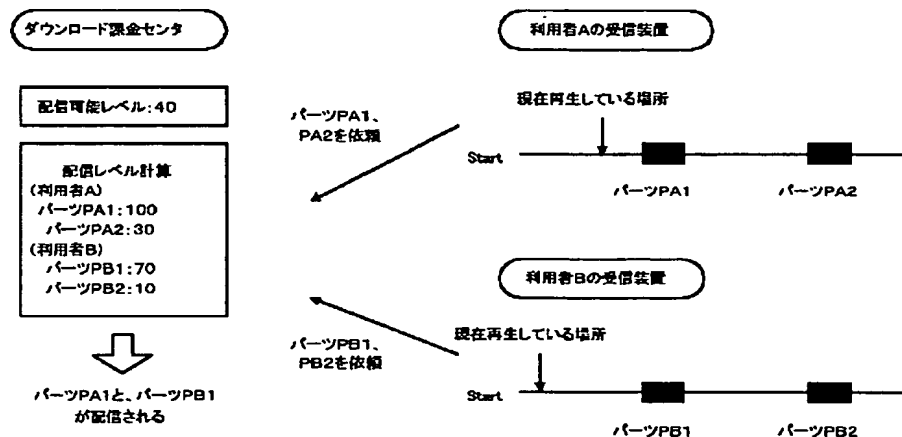 ダウンロード課金センタ
配信可能レベル:40
配信レベル計算
(利用者A)
パーツPA1:100
パーツPA2:30
(利用者B)
パーツPB1:70
パーツPB2:10
パーツPA1と、パーツPB1
が配信される
パーツPA1、
PA2を依頼
パーツPB1、
PB2を依頼
利用者Aの受信装置
現在再生している場所
Start
パーツPA1
パーツPA2
利用者Bの受信装置
現在再生している場所
Start
パーツPB1
パーツPB2